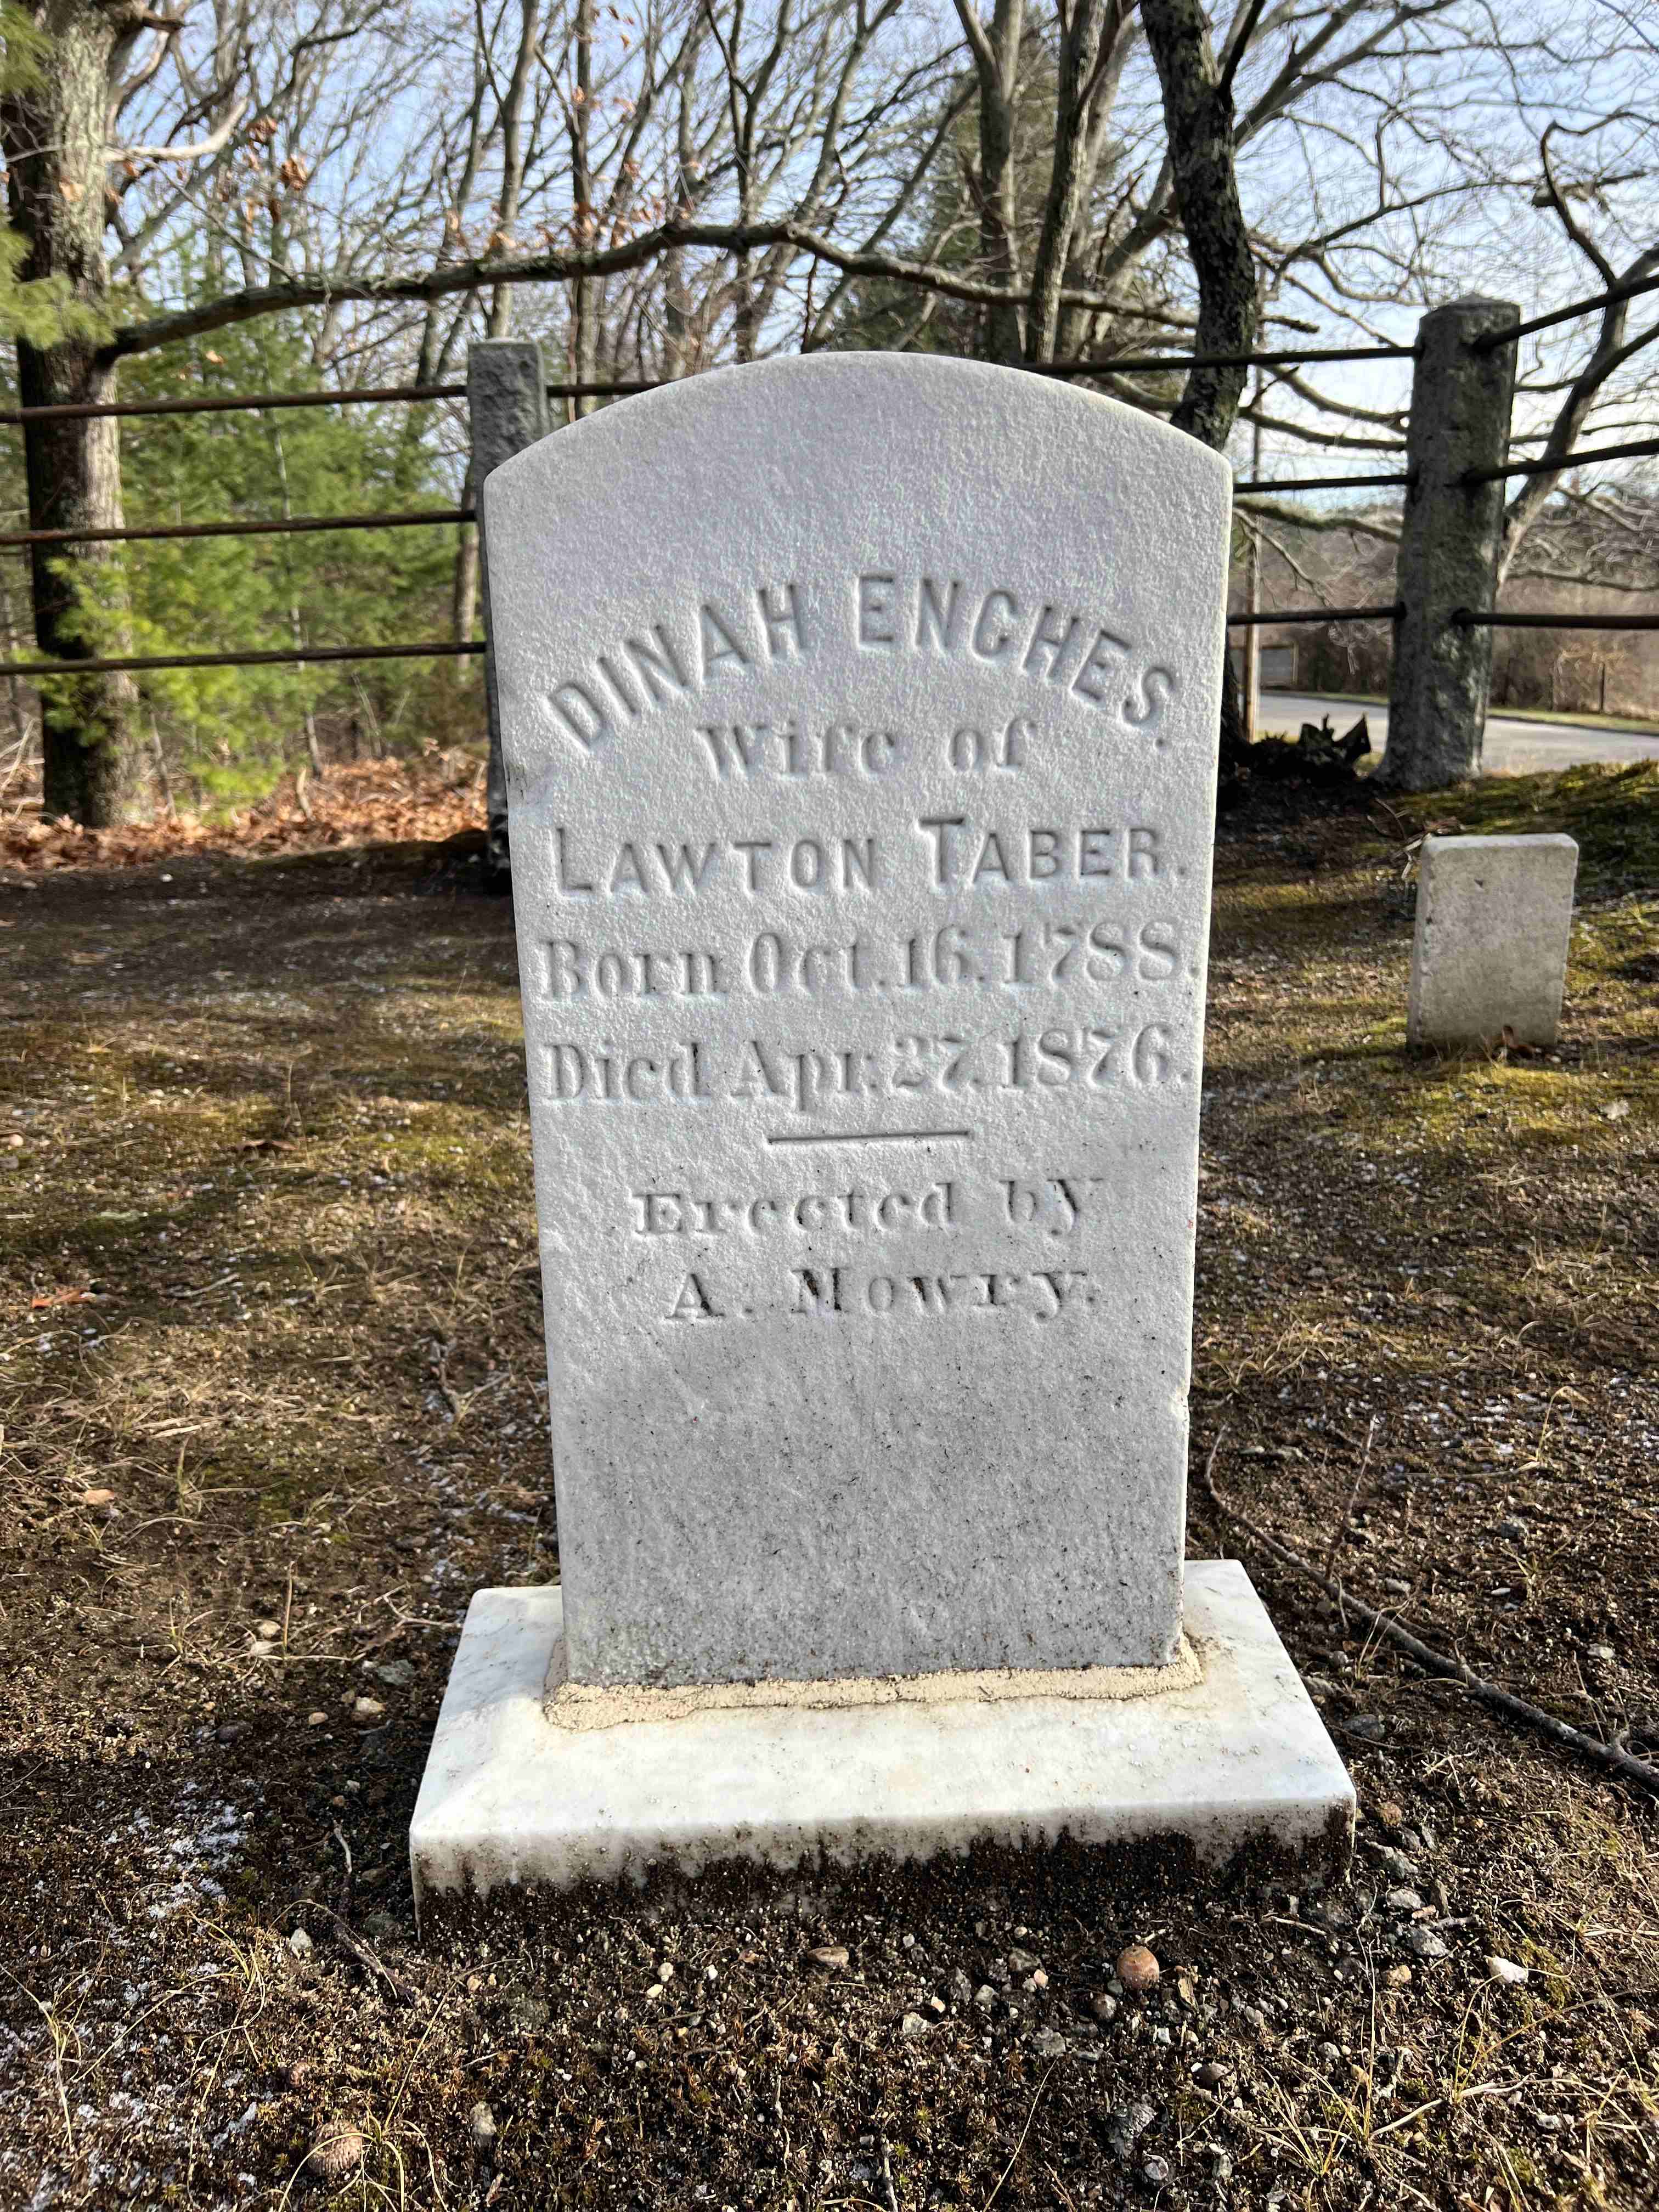 DINAH ENCHES.
Wife of
LAWTON TABER.
Born Oct. 16. 1788.
Died Apr. 27. 1876.
Erected by
A. Mowry.